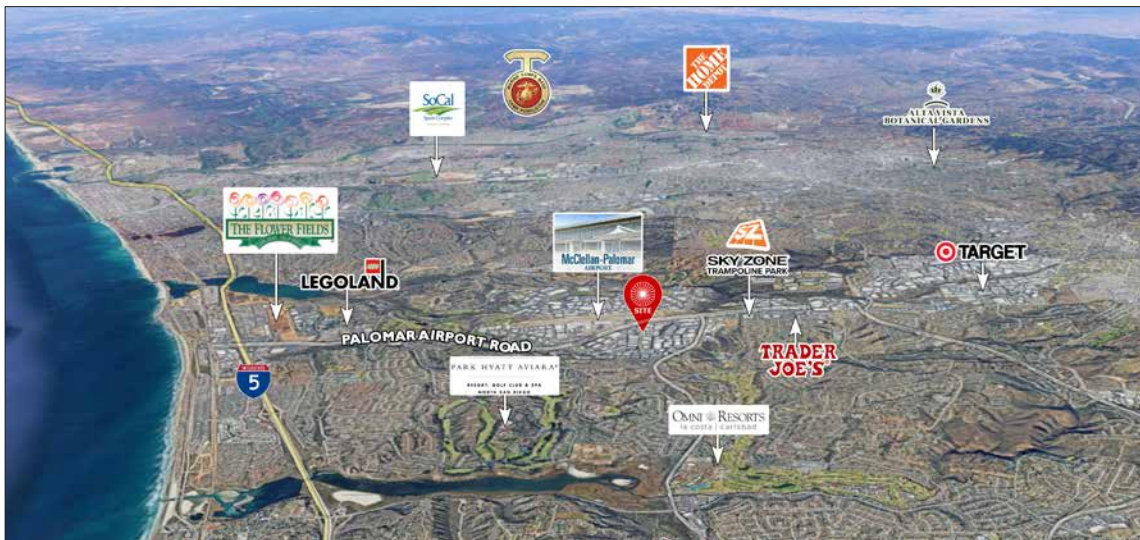 SoCal
Sports Complex
THE
HOME
DEPOT
ALTA VISTA
BOTANICAL GARDENS
THE FLOWER FIELDS
LEGOLAND
McClellan-Palomar
AIRPORT
SITE
SZ
SKY ZONE
TRAMPOLINE PARK
TARGET
PALOMAR AIRPORT ROAD
TRADER
JOE'S
5
PARK HYATT AVIARA
RESORT, GOLF CLUB & SPA
NORTH SAN DIEGO
OMNI RESORTS
la costa | carlsbad